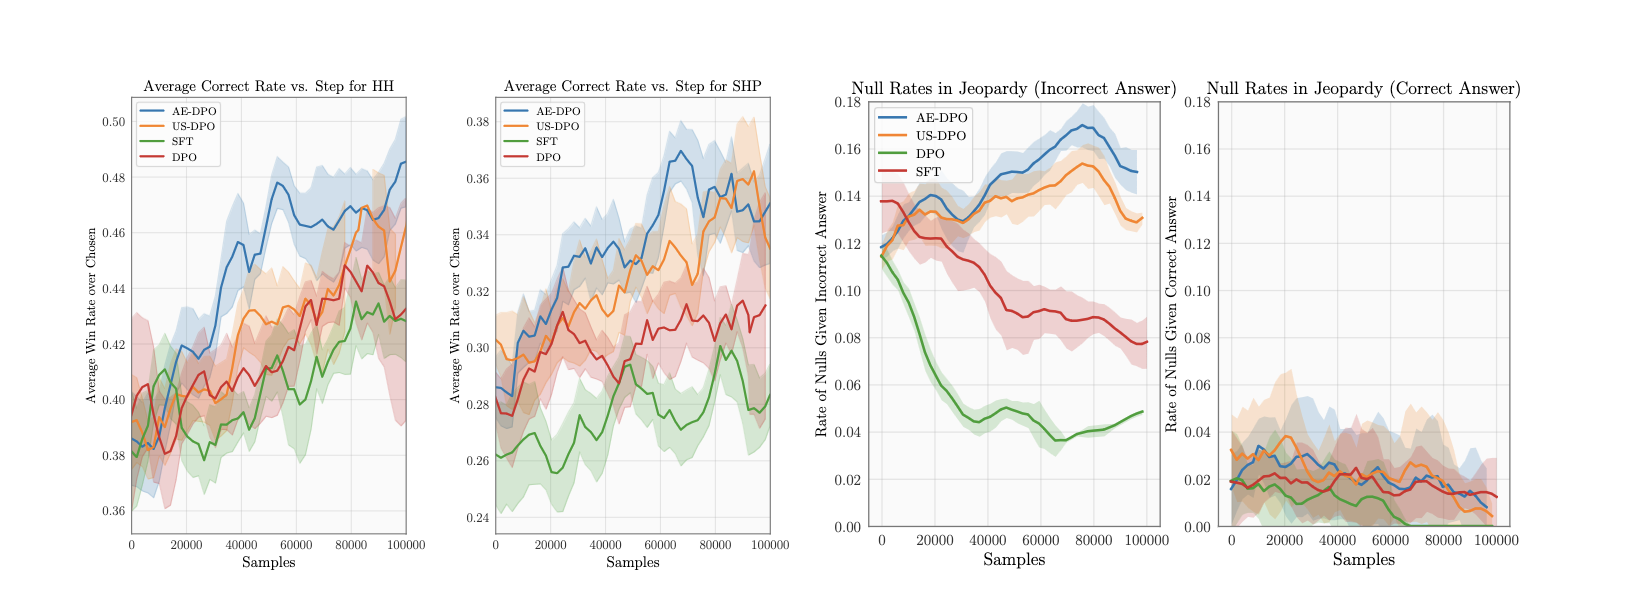 Average Correct Rate vs. Step for HH
Average Win Rate over Chosen
0.50
0.48
0.46
0.44
0.42
0.40
0.38
0.36
AE-DPO
US-DPO
SFT
DPO
0 20000 40000 60000 80000 100000
Samples
Average Correct Rate vs. Step for SHP
Average Win Rate over Chosen
0.38
0.36
0.34
0.32
0.30
0.28
0.26
0.24
AE-DPO
US-DPO
SFT
DPO
0 20000 40000 60000 80000 100000
Samples
Null Rates in Jeopardy (Incorrect Answer)
Rate of Nulls Given Incorrect Answer
0.18
0.16
0.14
0.12
0.10
0.08
0.06
0.04
0.02
0.00
AE-DPO
US-DPO
DPO
SFT
0 20000 40000 60000 80000 100000
Samples
Null Rates in Jeopardy (Correct Answer)
Rate of Nulls Given Correct Answer
0.18
0.16
0.14
0.12
0.10
0.08
0.06
0.04
0.02
0.00
0 20000 40000 60000 80000 100000
Samples